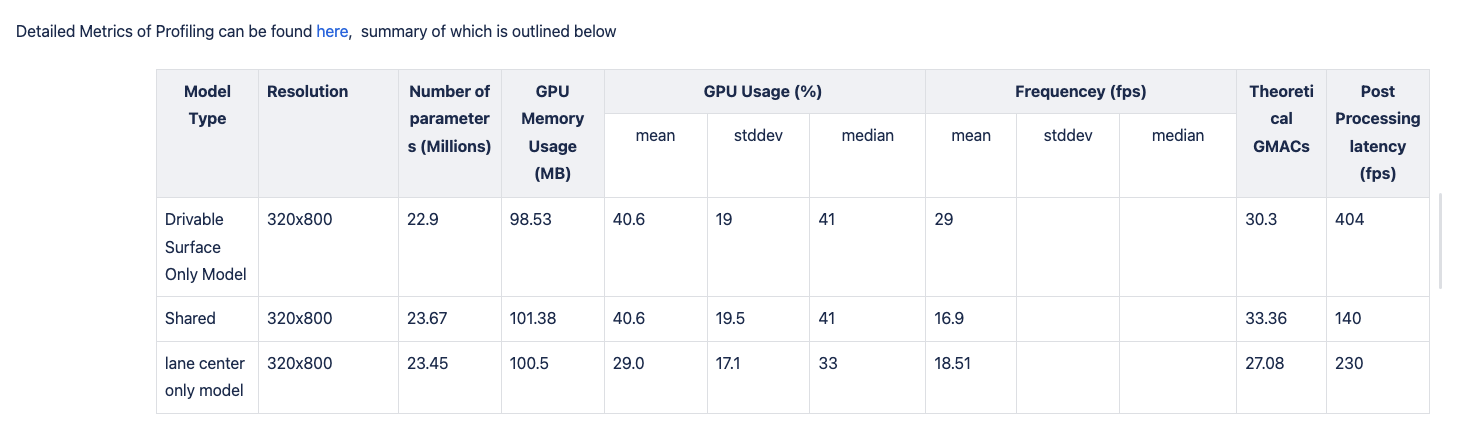 Detailed Metrics of Profiling can be found here,  summary of which is outlined below
Model Type | Resolution | Number of parameter s (Millions) | GPU Memory Usage (MB) | GPU Usage (%) | Frequencey (fps) | Theoreti cal GMACs | Post Processing latency (fps)
mean | stddev | median | mean | stddev | median
Drivable Surface Only Model | 320x800 | 22.9 | 98.53 | 40.6 | 19 | 41 | 29 | | | 30.3 | 404
Shared | 320x800 | 23.67 | 101.38 | 40.6 | 19.5 | 41 | 16.9 | | | 33.36 | 140
lane center only model | 320x800 | 23.45 | 100.5 | 29.0 | 17.1 | 33 | 18.51 | | | 27.08 | 230